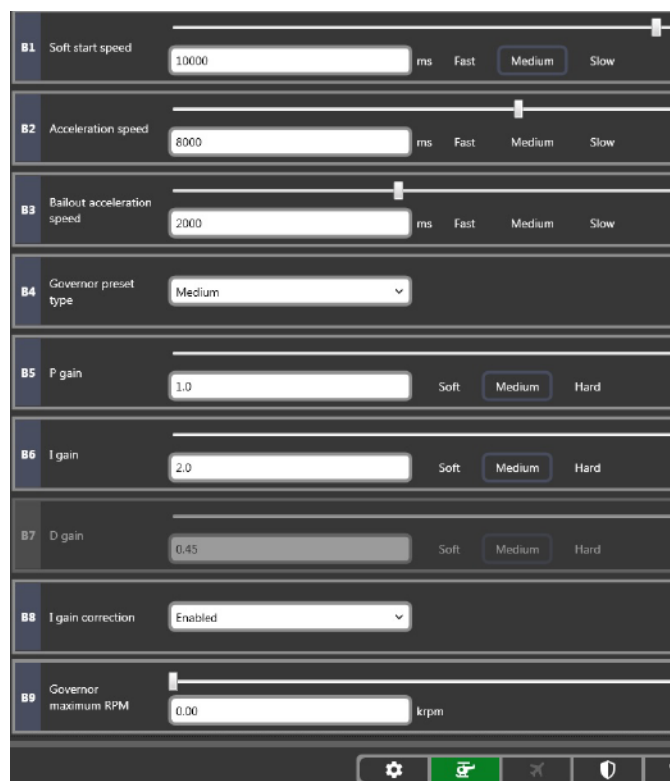 B1 Soft start speed
10000 ms Fast Medium Slow
B2 Acceleration speed
8000 ms Fast Medium Slow
B3 Bailout acceleration
speed
2000 ms Fast Medium Slow
B4 Governor preset
type
Medium
B5 P gain
1.0 Soft Medium Hard
B6 I gain
2.0 Soft Medium Hard
B7 D gain
0.45 Soft Medium Hard
B8 I gain correction Enabled
B9 Governor
maximum RPM
0.00 krpm